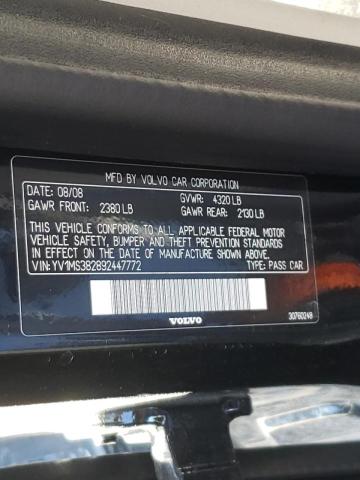 MFD BY VOLVO CAR CORPORATION
DATE: 08/08 GVWR: 4320 LB
GAWR FRONT: 2380 LB GAWR REAR: 2130 LB
THIS VEHICLE CONFORMS TO ALL APPLICABLE FEDERAL MOTOR
VEHICLE SAFETY, BUMPER AND THEFT PREVENTION STANDARDS
IN EFFECT ON THE DATE OF MANUFACTURE SHOWN ABOVE.
VIN: YV1MS382892447772 TYPE: PASS CAR
VOLVO 30760249